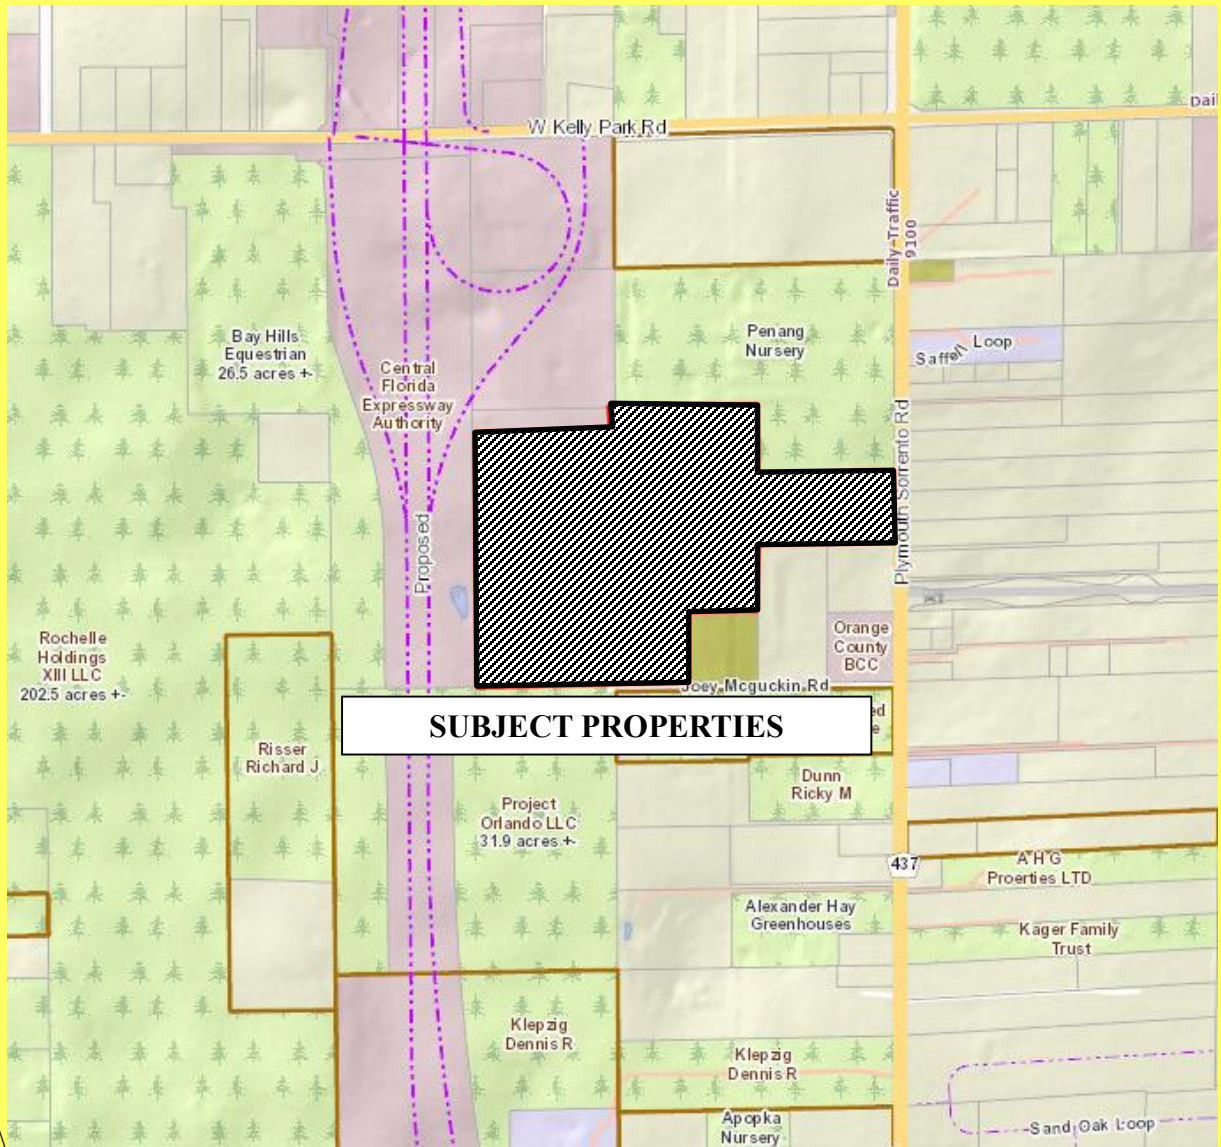 Dail
W Kelly Park Rd
Daily-Traffic
9100
Bay Hills
Equestrian
26.5 acres +-
Penang
Nursery
Saffell Loop
Central
Florida
Expressway
Authority
Plymouth Sorrento Rd
Proposed
Rochelle
Holdings
XIII LLC
202.5 acres +-
Orange
County
BCC
Joey Mcguckin Rd
ed
e
SUBJECT PROPERTIES
Risser
Richard J
Dunn
Ricky M
Project
Orlando LLC
31.9 acres +-
437
A H G
Proerties LTD
Alexander Hay
Greenhouses
Kager Family
Trust
Klepzig
Dennis R
Klepzig
Dennis R
Apopka
Nursery
Sand Oak Loop